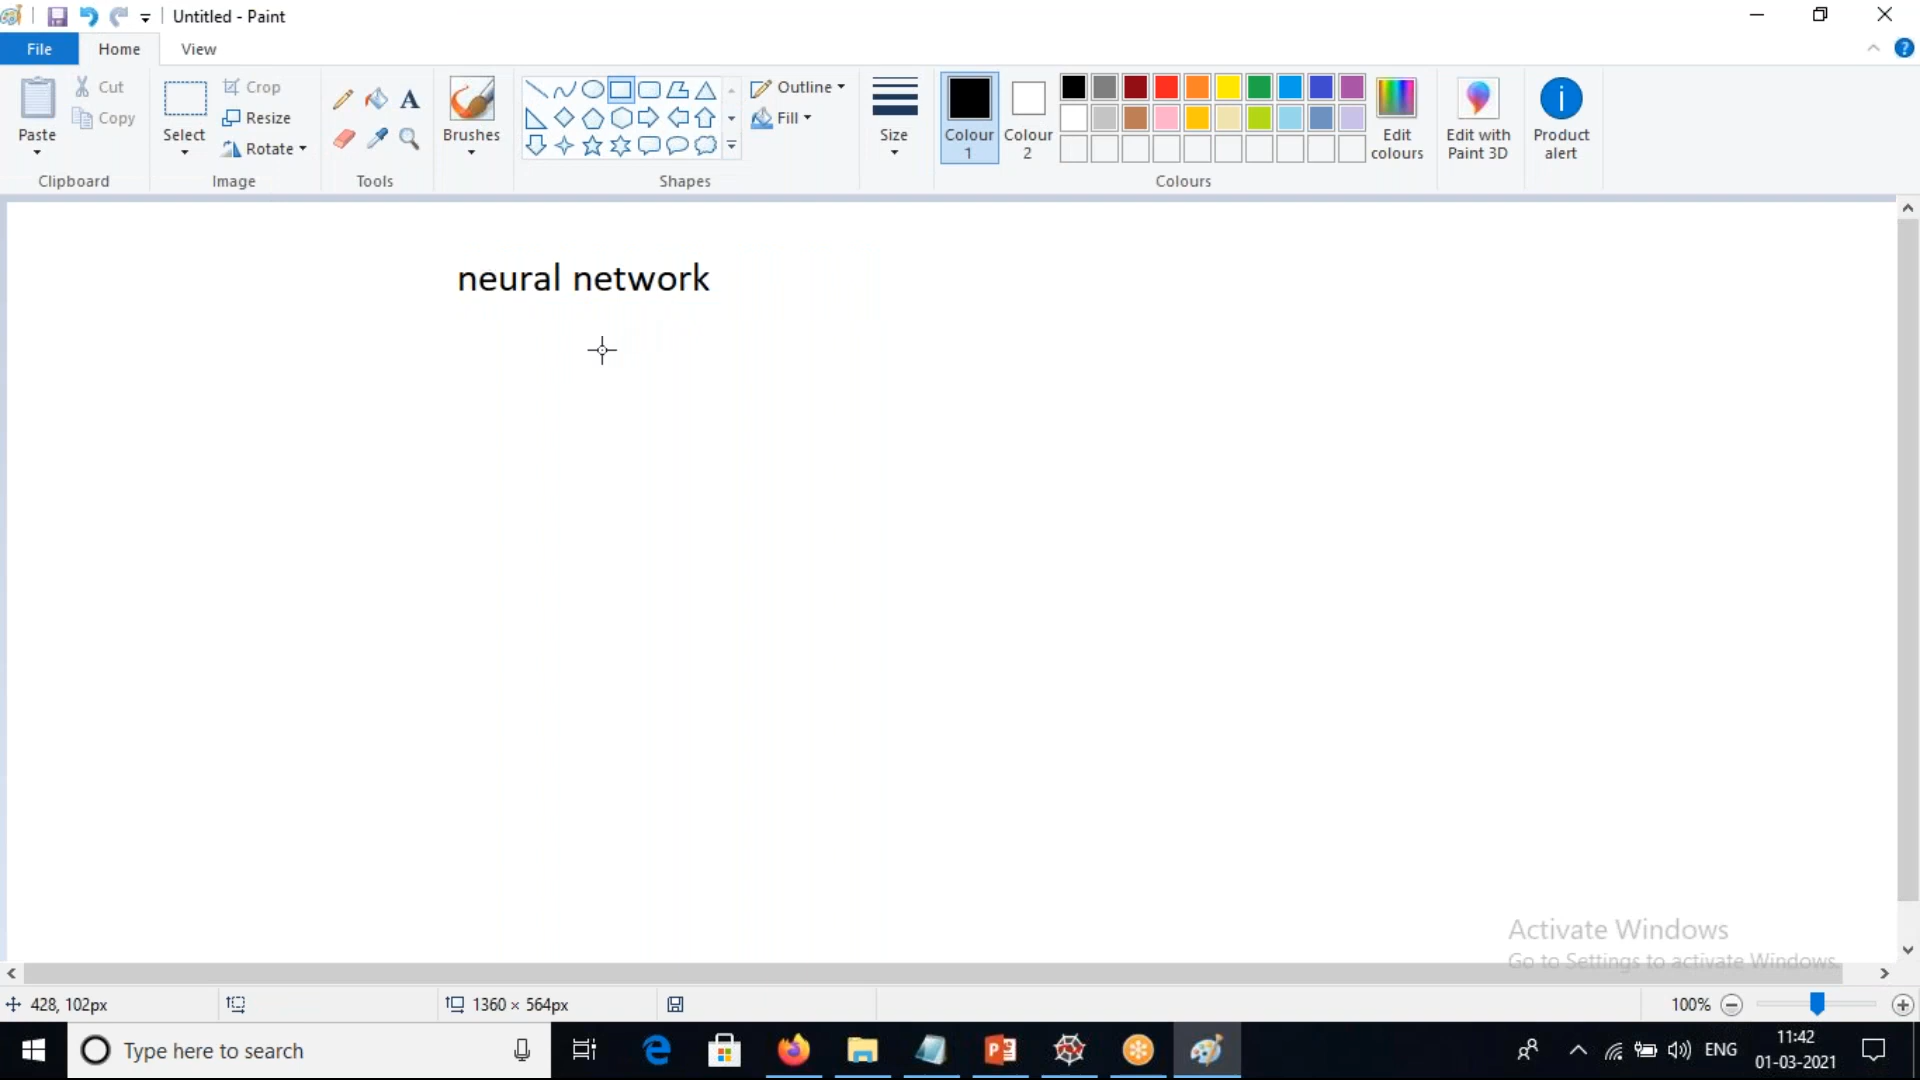 Untitled - Paint
File Home View
Paste Cut Copy Clipboard
Select Crop Resize Rotate Image
Tools
Brushes
Shapes
Outline Fill
Size
Colour 1 Colour 2
Edit colours
Colours
Edit with Paint 3D
Product alert
neural network
Activate Windows
Go to Settings to activate Windows.
428, 102px 1360 × 564px 100%
Type here to search ENG 11:42
01-03-2021